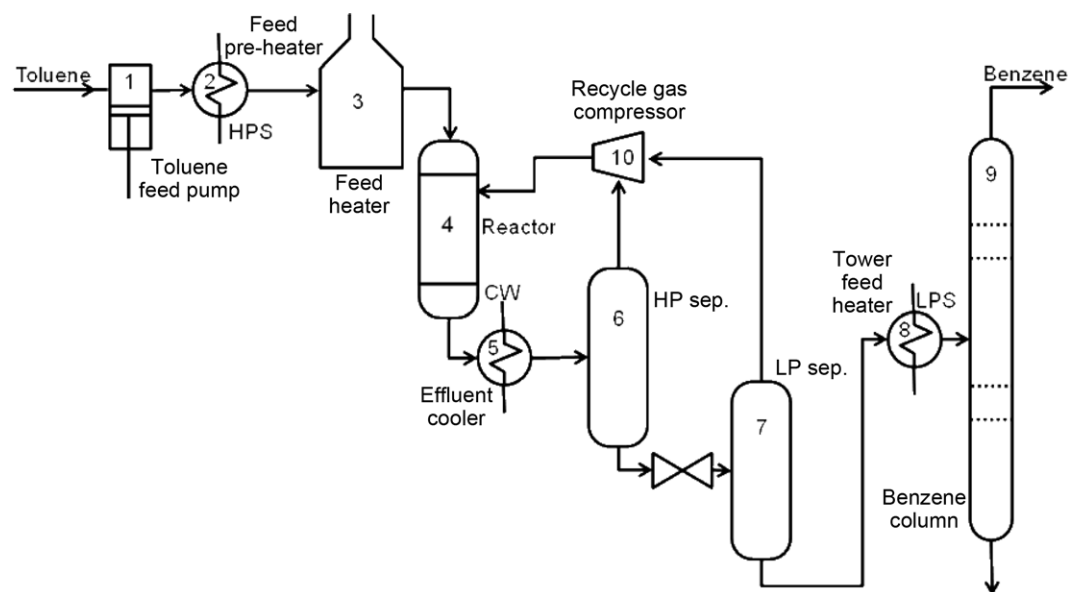 Feed
pre-heater
Toluene
1
2
HPS
Toluene
feed pump
3
Feed
heater
Recycle gas
compressor
10
4
Reactor
CW
5
Effluent
cooler
6
HP sep.
LP sep.
7
Tower
feed
heater
LPS
8
Benzene
9
Benzene
column